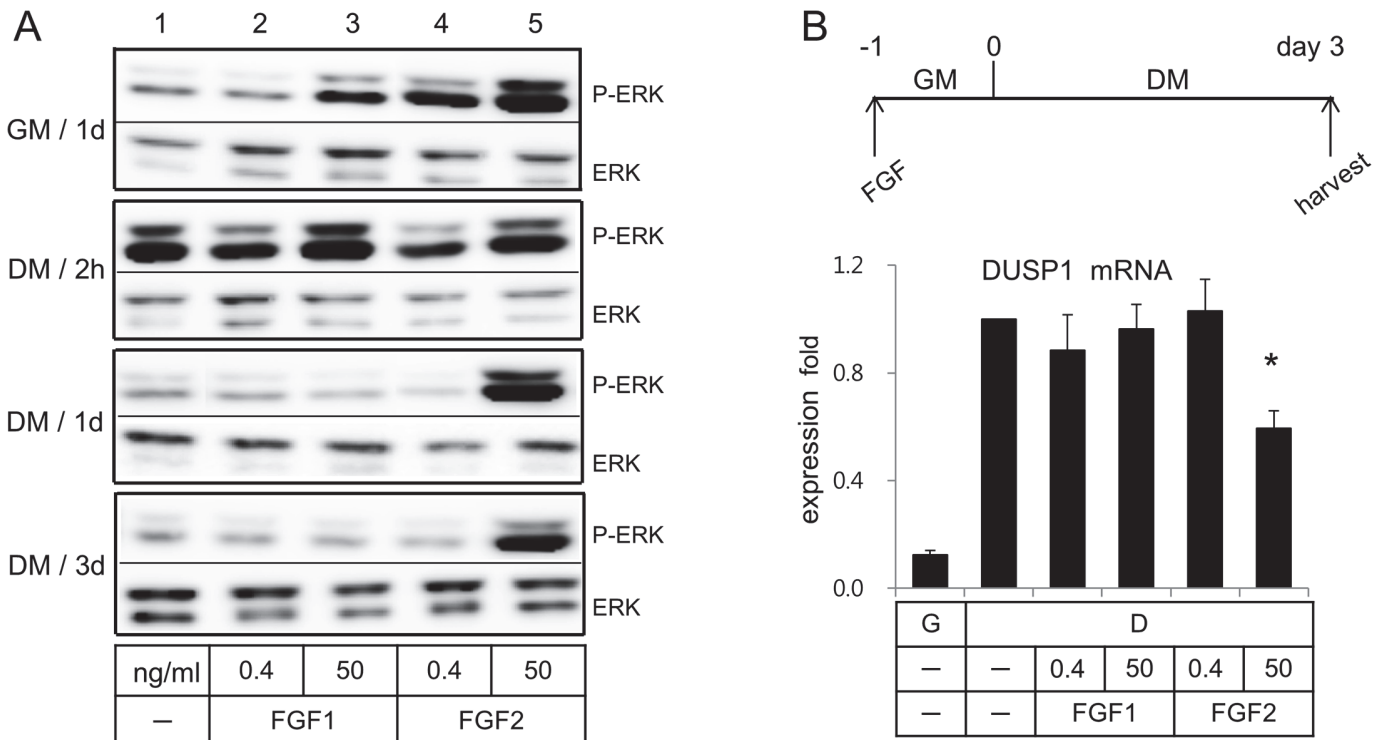 A
1 2 3 4 5
GM / 1d
P-ERK
ERK
DM / 2h
P-ERK
ERK
DM / 1d
P-ERK
ERK
DM / 3d
P-ERK
ERK
ng/ml 0.4 50 0.4 50
– FGF1 FGF2
B
-1 0 day 3
GM DM
FGF harvest
DUSP1 mRNA
expression fold
1.2
0.8
*
0.4
0.0
G D
– – 0.4 50 0.4 50
– – FGF1 FGF2